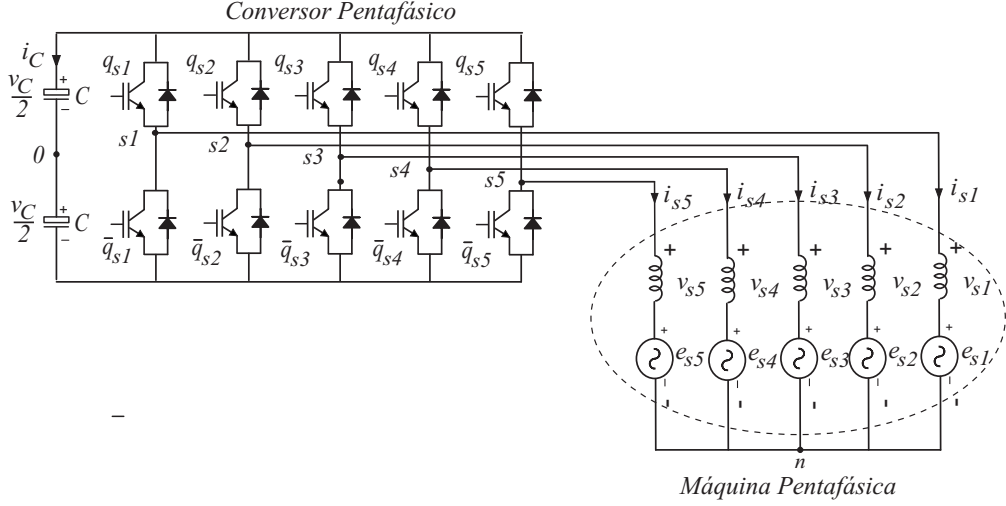 Conversor Pentafásico
i_C
q_s1 q_s2 q_s3 q_s4 q_s5
v_C/2 + − C
s1 s2 s3 s4 s5
0
v_C/2 + − C
q̅_s1 q̅_s2 q̅_s3 q̅_s4 q̅_s5
i_s5 i_s4 i_s3 i_s2 i_s1
+ + + + +
v_s5 v_s4 v_s3 v_s2 v_s1
+ + + + +
e_s5 e_s4 e_s3 e_s2 e_s1
− − − − −
− − − − −
−
n
Máquina Pentafásica